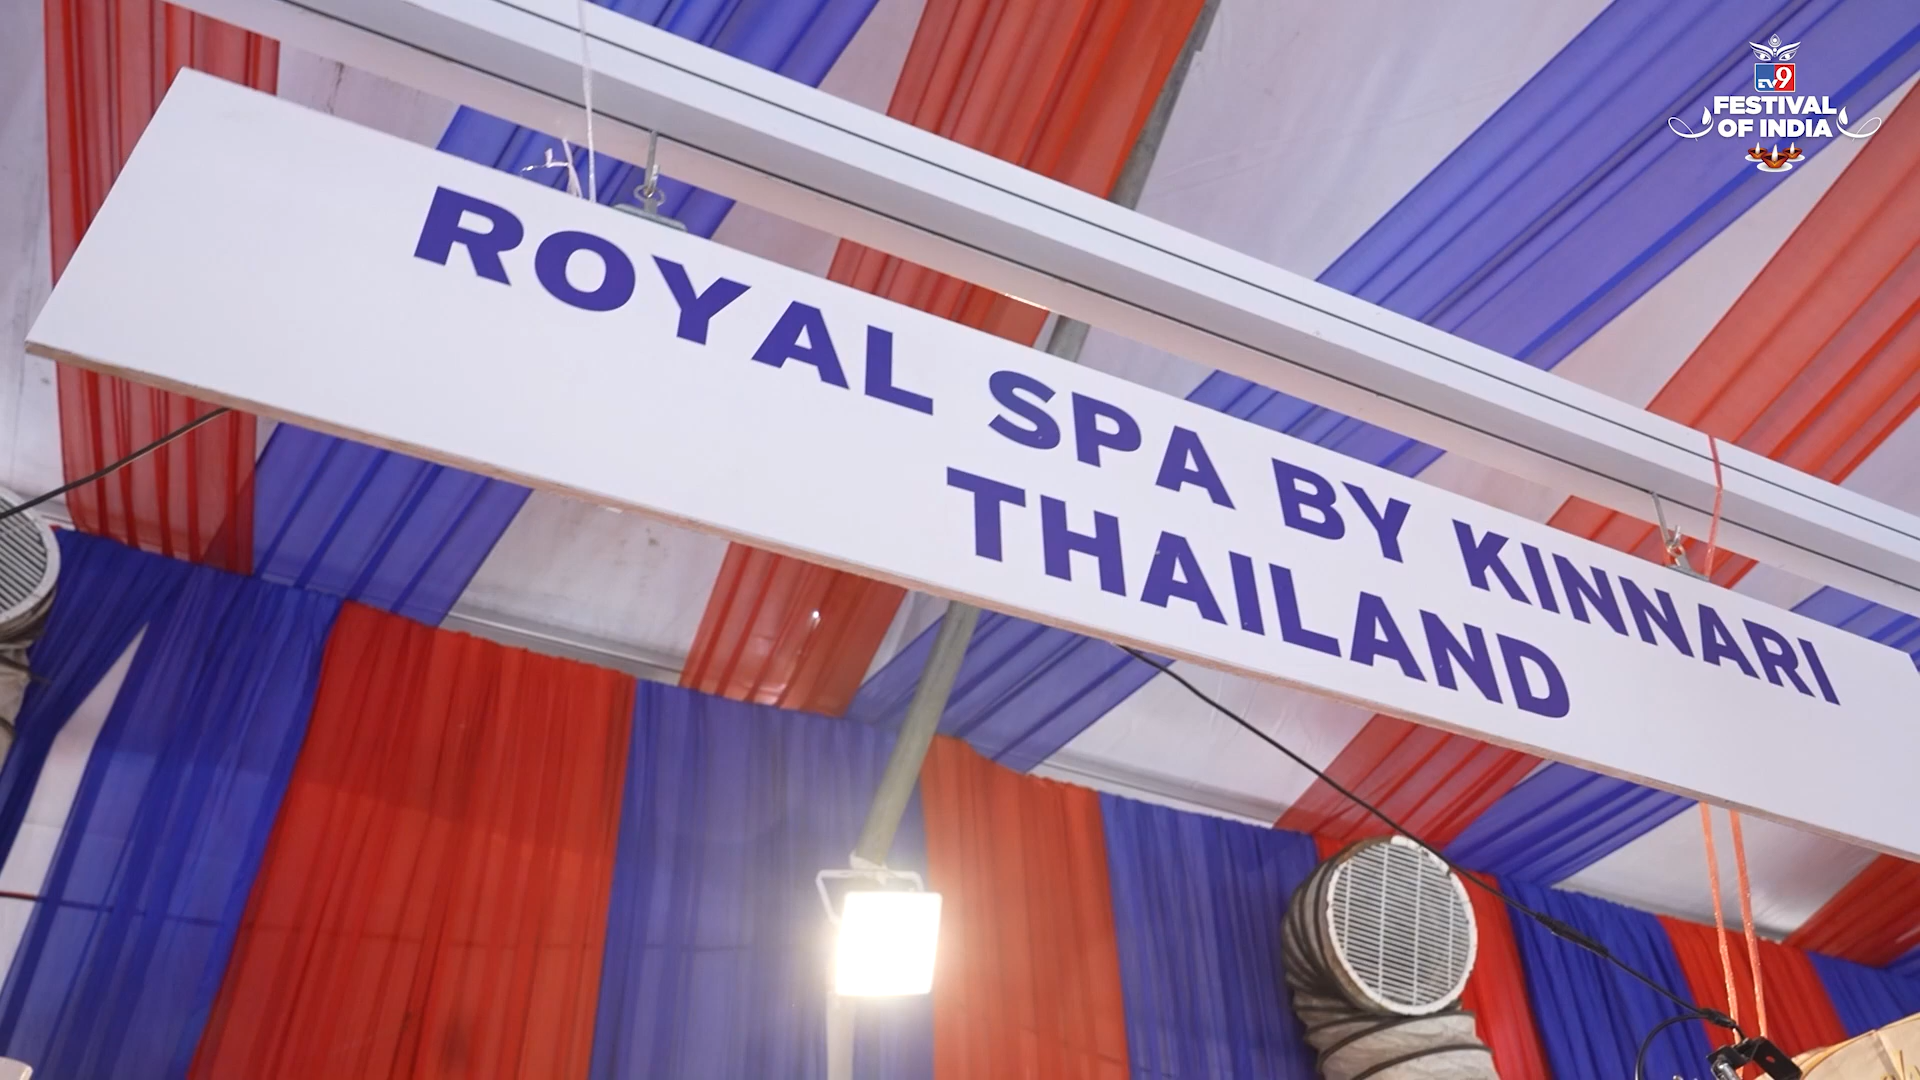 tv9
FESTIVAL
OF INDIA
ROYAL SPA BY KINNARI
THAILAND